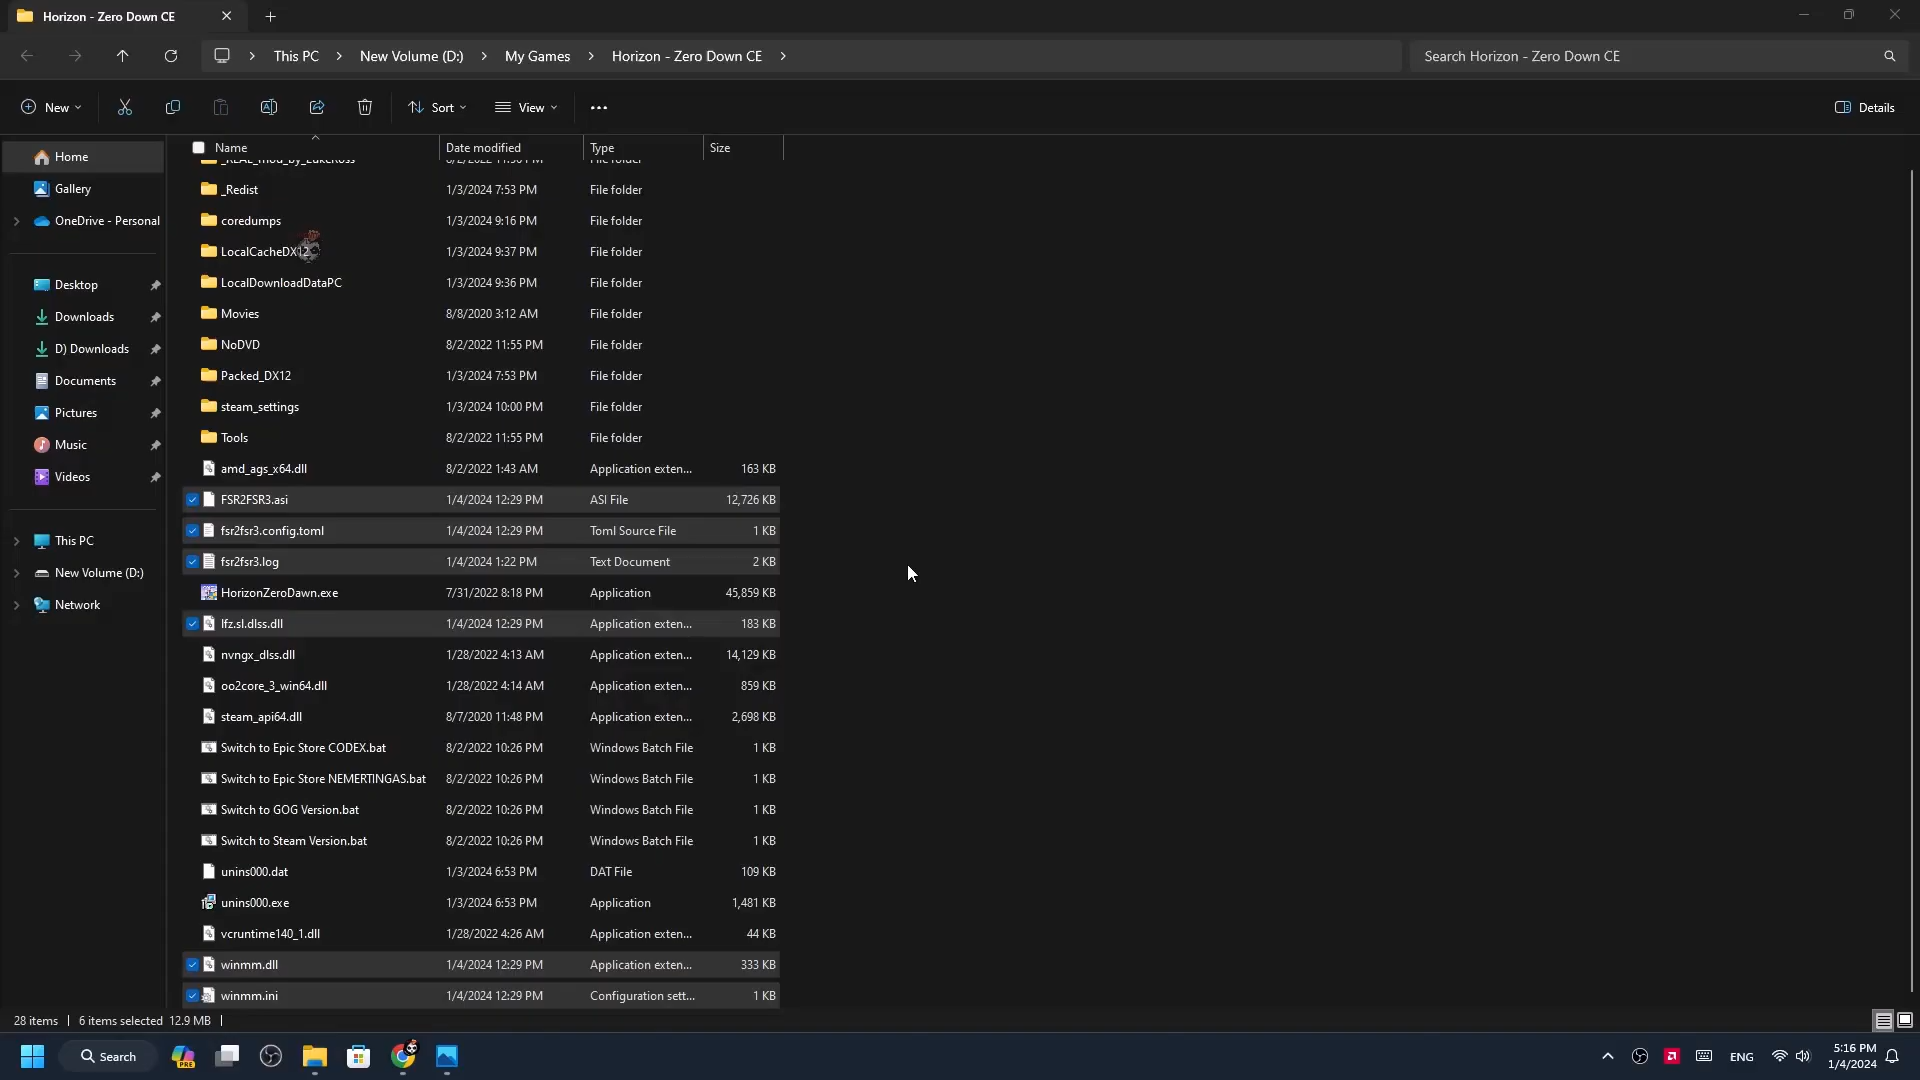 Horizon - Zero Down CE
This PC > New Volume (D:) > My Games > Horizon - Zero Down CE >
Search Horizon - Zero Down CE
New Sort View Details
Name Date modified Type Size
Home
Gallery
OneDrive - Personal
Desktop
Downloads
D) Downloads
Documents
Pictures
Music
Videos
This PC
New Volume (D:)
Network
_REAL_mod_by_LukeRoss 8/2/2022 11:56 PM File folder
_Redist 1/3/2024 7:53 PM File folder
coredumps 1/3/2024 9:16 PM File folder
LocalCacheDX12 1/3/2024 9:37 PM File folder
LocalDownloadDataPC 1/3/2024 9:36 PM File folder
Movies 8/8/2020 3:12 AM File folder
NoDVD 8/2/2022 11:55 PM File folder
Packed_DX12 1/3/2024 7:53 PM File folder
steam_settings 1/3/2024 10:00 PM File folder
Tools 8/2/2022 11:55 PM File folder
amd_ags_x64.dll 8/2/2022 1:43 AM Application exten... 163 KB
FSR2FSR3.asi 1/4/2024 12:29 PM ASI File 12,726 KB
fsr2fsr3.config.toml 1/4/2024 12:29 PM Toml Source File 1 KB
fsr2fsr3.log 1/4/2024 1:22 PM Text Document 2 KB
HorizonZeroDawn.exe 7/31/2022 8:18 PM Application 45,859 KB
lfz.sl.dlss.dll 1/4/2024 12:29 PM Application exten... 183 KB
nvngx_dlss.dll 1/28/2022 4:13 AM Application exten... 14,129 KB
oo2core_3_win64.dll 1/28/2022 4:14 AM Application exten... 859 KB
steam_api64.dll 8/7/2020 11:48 PM Application exten... 2,698 KB
Switch to Epic Store CODEX.bat 8/2/2022 10:26 PM Windows Batch File 1 KB
Switch to Epic Store NEMERTINGAS.bat 8/2/2022 10:26 PM Windows Batch File 1 KB
Switch to GOG Version.bat 8/2/2022 10:26 PM Windows Batch File 1 KB
Switch to Steam Version.bat 8/2/2022 10:26 PM Windows Batch File 1 KB
unins000.dat 1/3/2024 6:53 PM DAT File 109 KB
unins000.exe 1/3/2024 6:53 PM Application 1,481 KB
vcruntime140_1.dll 1/28/2022 4:26 AM Application exten... 44 KB
winmm.dll 1/4/2024 12:29 PM Application exten... 333 KB
winmm.ini 1/4/2024 12:29 PM Configuration sett... 1 KB
28 items 6 items selected 12.9 MB
Search PRE ENG 5:16 PM
1/4/2024